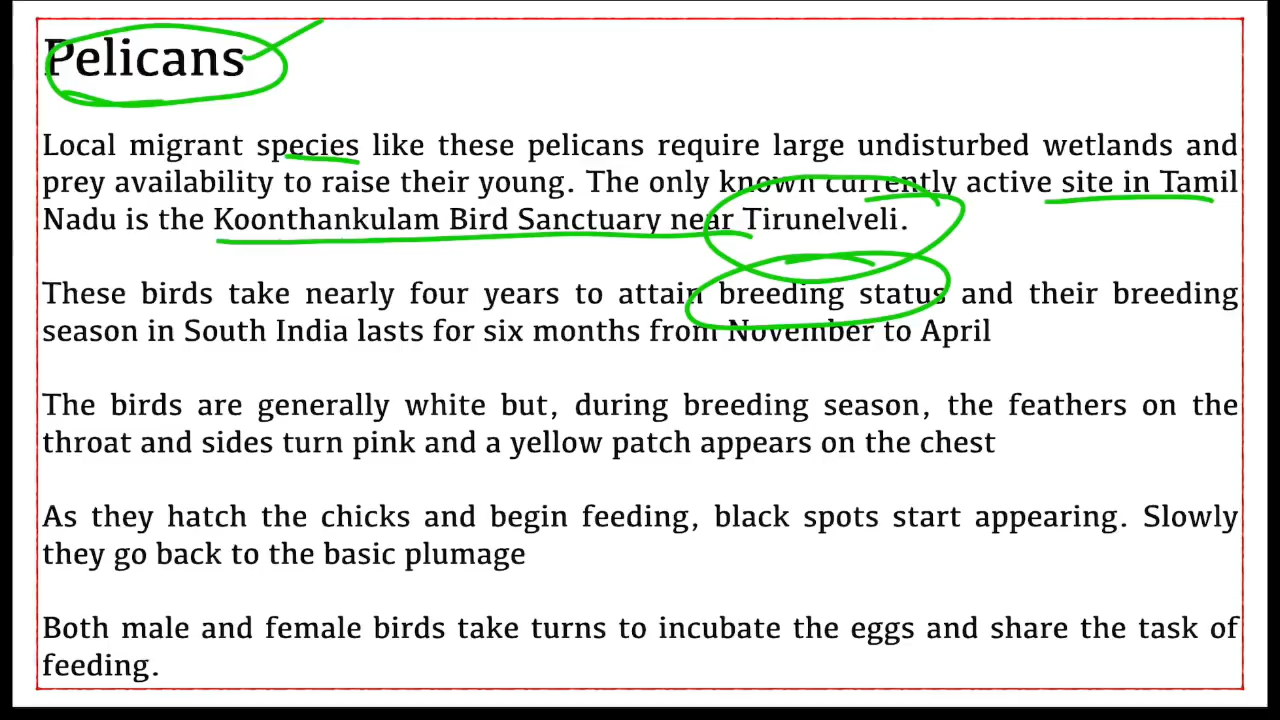 Pelicans
Local migrant species like these pelicans require large undisturbed wetlands and
prey availability to raise their young. The only known currently active site in Tamil
Nadu is the Koonthankulam Bird Sanctuary near Tirunelveli.
These birds take nearly four years to attain breeding status and their breeding
season in South India lasts for six months from November to April
The birds are generally white but, during breeding season, the feathers on the
throat and sides turn pink and a yellow patch appears on the chest
As they hatch the chicks and begin feeding, black spots start appearing. Slowly
they go back to the basic plumage
Both male and female birds take turns to incubate the eggs and share the task of
feeding.